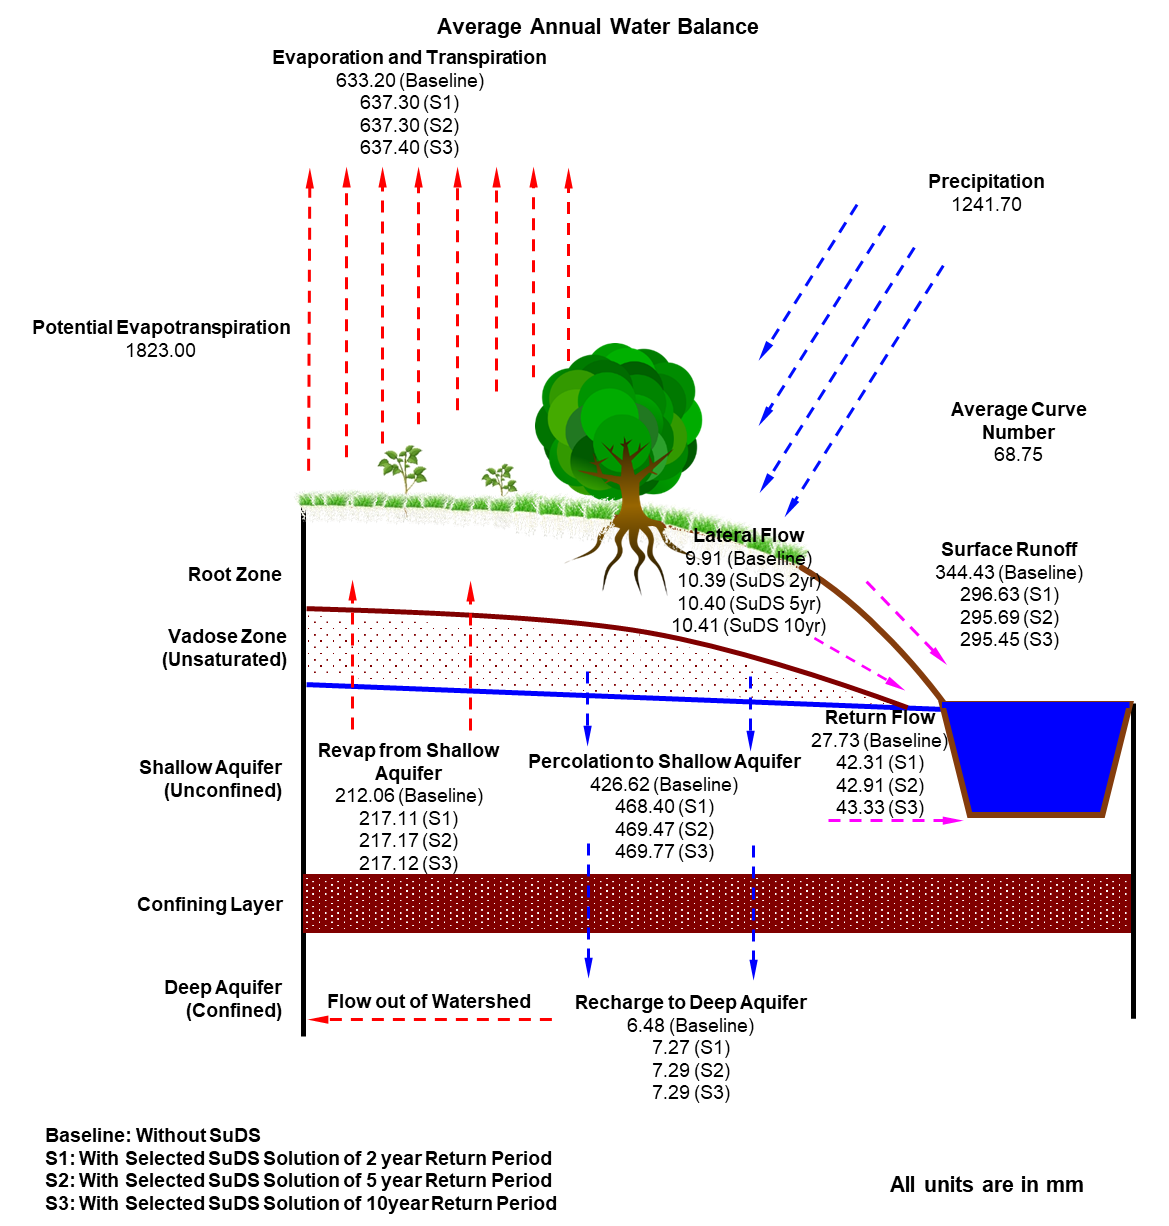 Average Annual Water Balance
Evaporation and Transpiration
633.20 (Baseline)
637.30 (S1)
637.30 (S2)
637.40 (S3)
Precipitation
1241.70
Potential Evapotranspiration
1823.00
Average Curve
Number
68.75
Lateral Flow
9.91 (Baseline)
10.39 (SuDS 2yr)
10.40 (SuDS 5yr)
10.41 (SuDS 10yr)
Surface Runoff
344.43 (Baseline)
296.63 (S1)
295.69 (S2)
295.45 (S3)
Root Zone
Vadose Zone
(Unsaturated)
Return Flow
27.73 (Baseline)
42.31 (S1)
42.91 (S2)
43.33 (S3)
Shallow Aquifer
(Unconfined)
Revap from Shallow
Aquifer
212.06 (Baseline)
217.11 (S1)
217.17 (S2)
217.12 (S3)
Percolation to Shallow Aquifer
426.62 (Baseline)
468.40 (S1)
469.47 (S2)
469.77 (S3)
Confining Layer
Deep Aquifer
(Confined)
Flow out of Watershed
Recharge to Deep Aquifer
6.48 (Baseline)
7.27 (S1)
7.29 (S2)
7.29 (S3)
Baseline: Without SuDS
S1: With Selected SuDS Solution of 2 year Return Period
S2: With Selected SuDS Solution of 5 year Return Period
S3: With Selected SuDS Solution of 10year Return Period
All units are in mm